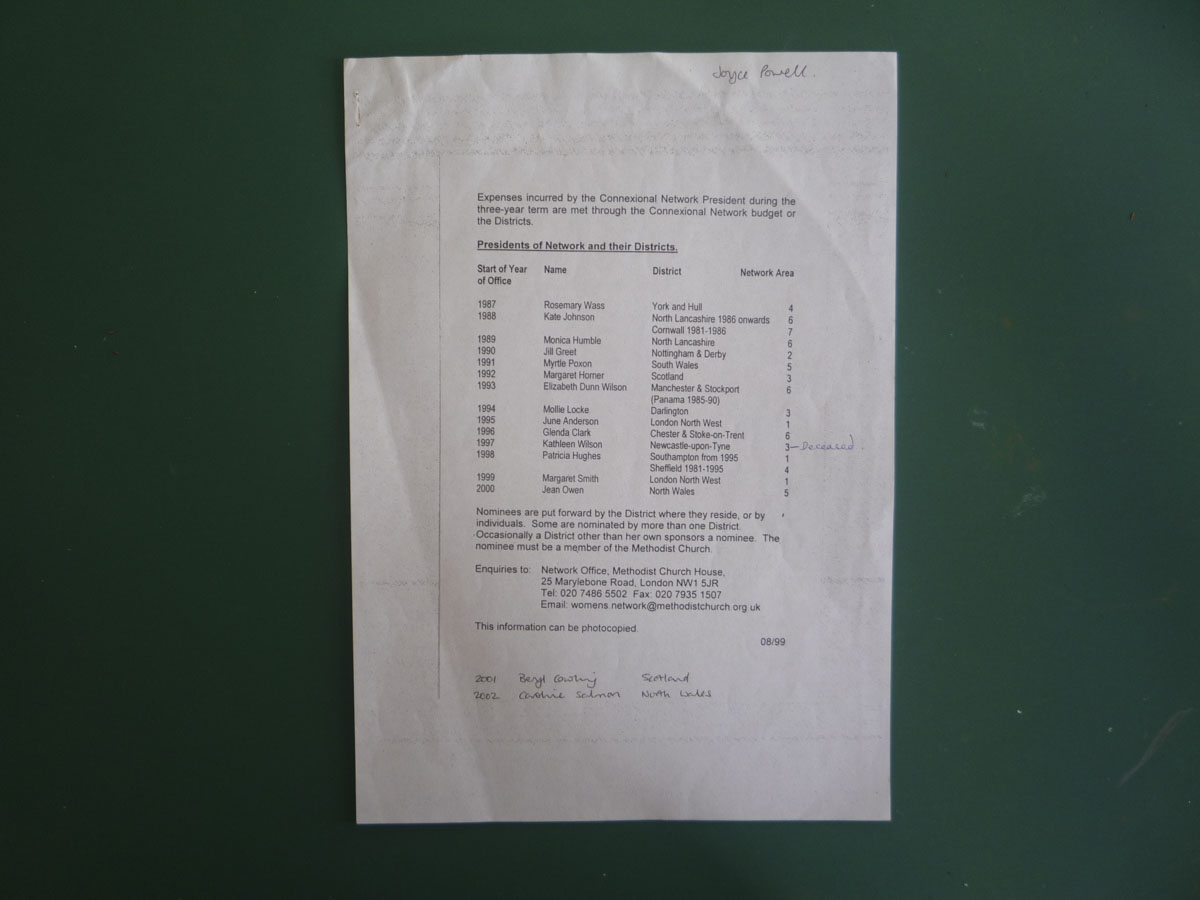 Joyce Powell.
Expenses incurred by the Connexional Network President during the
three-year term are met through the Connexional Network budget or
the Districts.
Presidents of Network and their Districts.
Start of Year Name District Network Area
of Office
1987 Rosemary Wass York and Hull 4
1988 Kate Johnson North Lancashire 1986 onwards 6
Cornwall 1981-1986 7
1989 Monica Humble North Lancashire 6
1990 Jill Greet Nottingham & Derby 2
1991 Myrtle Poxon South Wales 5
1992 Margaret Horner Scotland 3
1993 Elizabeth Dunn Wilson Manchester & Stockport 6
(Panama 1985-90)
1994 Mollie Locke Darlington 3
1995 June Anderson London North West 1
1996 Glenda Clark Chester & Stoke-on-Trent 6
1997 Kathleen Wilson Newcastle-upon-Tyne 3 - Deceased.
1998 Patricia Hughes Southampton from 1995 1
Sheffield 1981-1995 4
1999 Margaret Smith London North West 1
2000 Jean Owen North Wales 5
Nominees are put forward by the District where they reside, or by
individuals. Some are nominated by more than one District.
Occasionally a District other than her own sponsors a nominee. The
nominee must be a member of the Methodist Church.
Enquiries to: Network Office, Methodist Church House,
25 Marylebone Road, London NW1 5JR
Tel: 020 7486 5502 Fax: 020 7935 1507
Email: womens.network@methodistchurch.org.uk
This information can be photocopied.
08/99
2001 Beryl Cowling Scotland
2002 Caroline Salmon North Wales